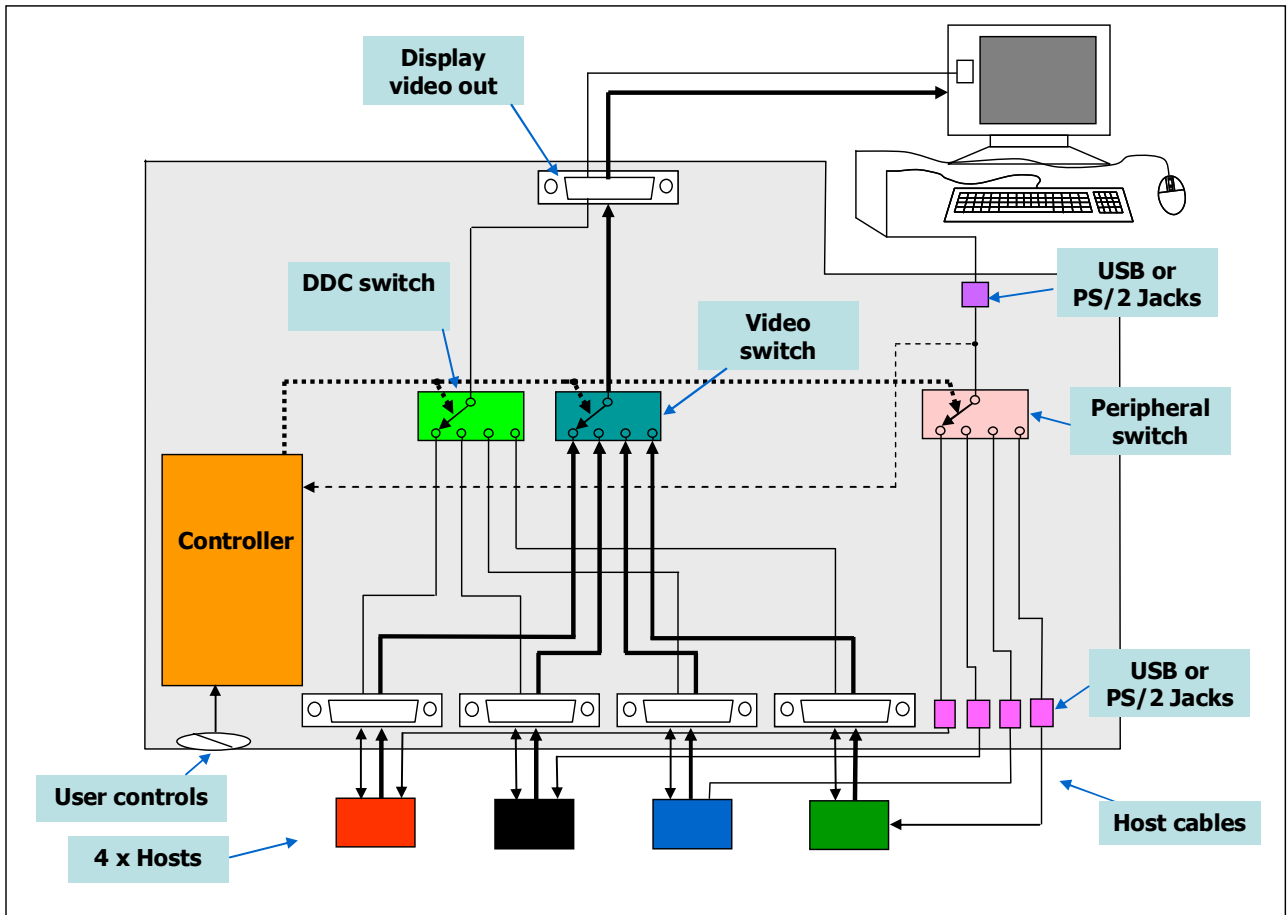 Display
video out
DDC switch
Video
switch
USB or
PS/2 Jacks
Peripheral
switch
Controller
USB or
PS/2 Jacks
User controls
4 x Hosts
Host cables